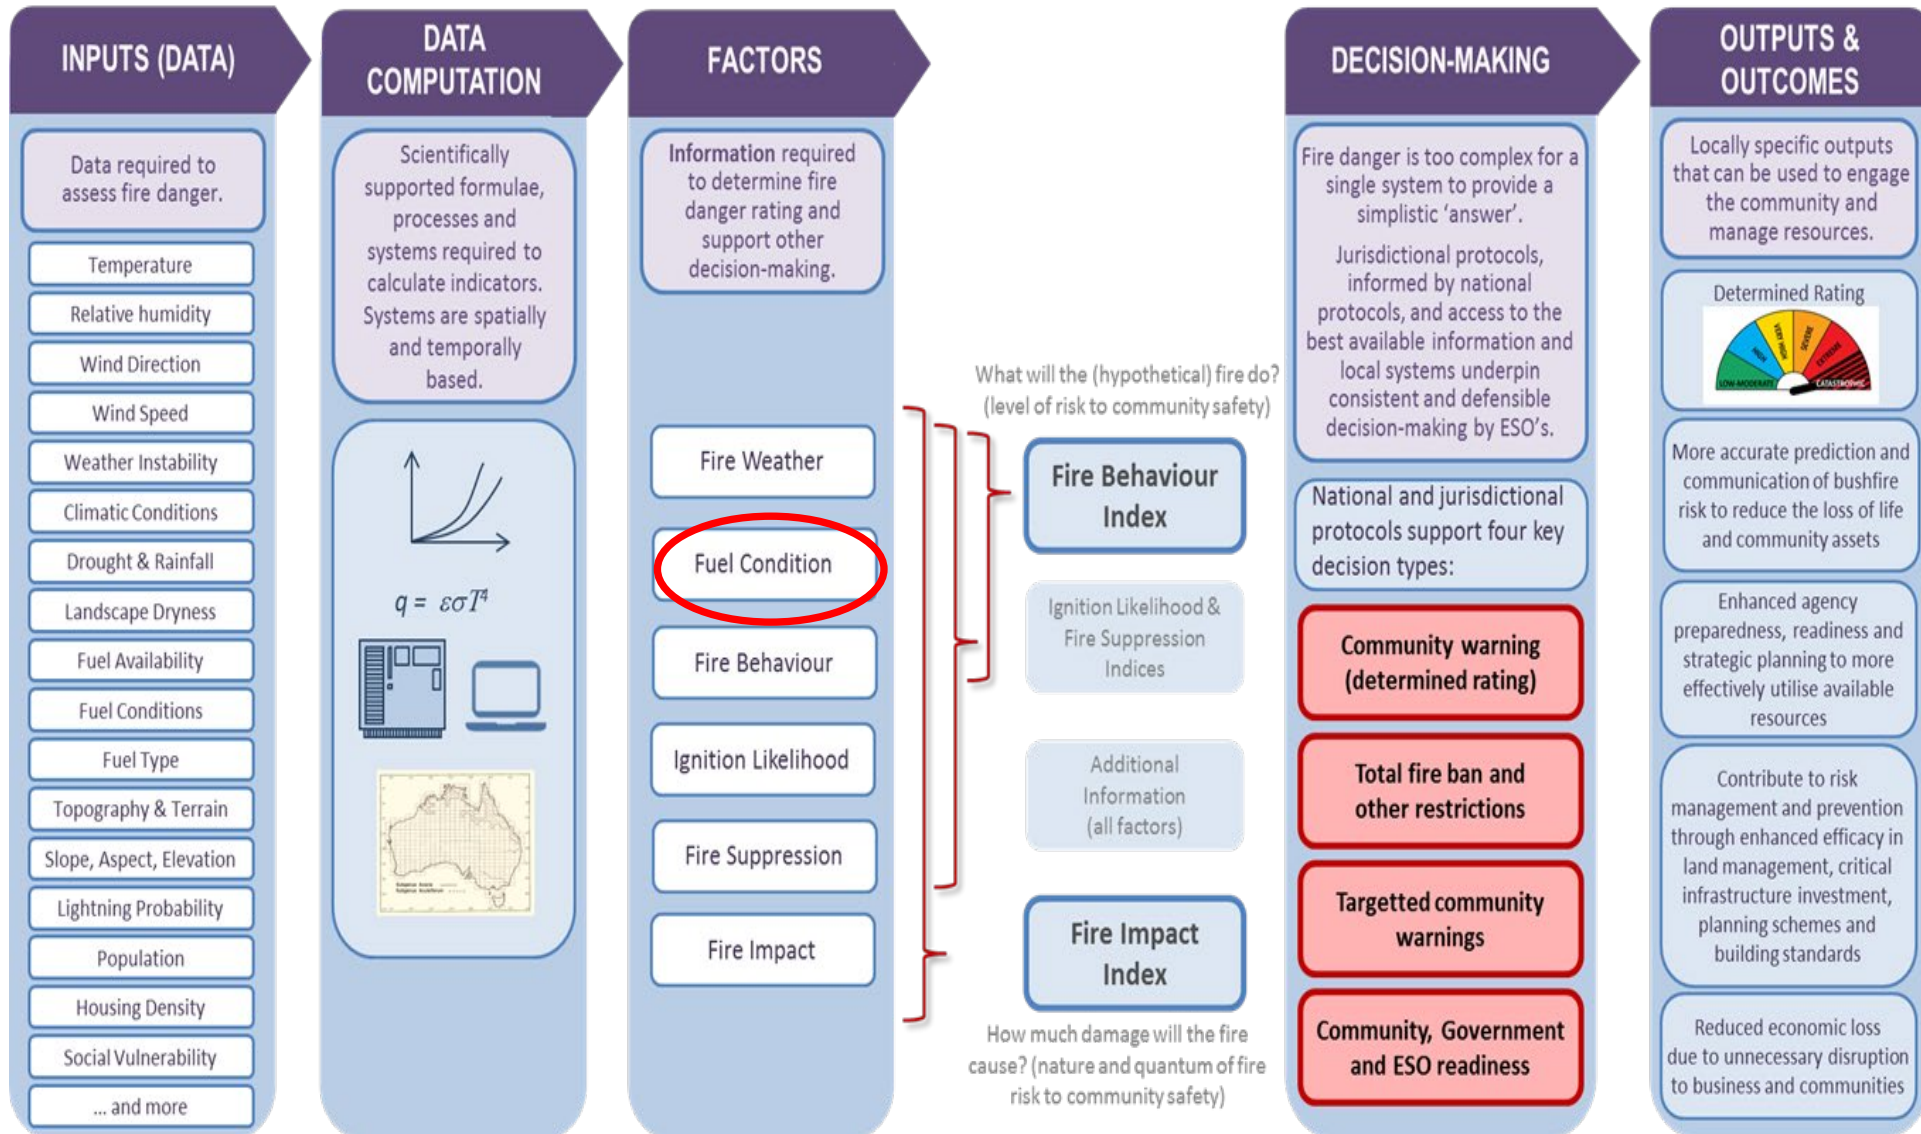 INPUTS (DATA)
Data required to
assess fire danger.
Temperature
Relative humidity
Wind Direction
Wind Speed
Weather Instability
Climatic Conditions
Drought & Rainfall
Landscape Dryness
Fuel Availability
Fuel Conditions
Fuel Type
Topography & Terrain
Slope, Aspect, Elevation
Lightning Probability
Population
Housing Density
Social Vulnerability
... and more
DATA
COMPUTATION
Scientifically
supported formulae,
processes and
systems required to
calculate indicators.
Systems are spatially
and temporally
based.
q = εσT⁴
FACTORS
Information required
to determine fire
danger rating and
support other
decision-making.
Fire Weather
Fuel Condition
Fire Behaviour
Ignition Likelihood
Fire Suppression
Fire Impact
What will the (hypothetical) fire do?
(level of risk to community safety)
Fire Behaviour
Index
Ignition Likelihood &
Fire Suppression
Indices
Additional
Information
(all factors)
Fire Impact
Index
How much damage will the fire
cause? (nature and quantum of fire
risk to community safety)
DECISION-MAKING
Fire danger is too complex for a
single system to provide a
simplistic ‘answer’.
Jurisdictional protocols,
informed by national
protocols, and access to the
best available information and
local systems underpin
consistent and defensible
decision-making by ESO’s.
National and jurisdictional
protocols support four key
decision types:
Community warning
(determined rating)
Total fire ban and
other restrictions
Targetted community
warnings
Community, Government
and ESO readiness
OUTPUTS &
OUTCOMES
Locally specific outputs
that can be used to engage
the community and
manage resources.
Determined Rating
LOW-MODERATE
HIGH
VERY HIGH
SEVERE
EXTREME
CATASTROPHIC
More accurate prediction and
communication of bushfire
risk to reduce the loss of life
and community assets
Enhanced agency
preparedness, readiness and
strategic planning to more
effectively utilise available
resources
Contribute to risk
management and prevention
through enhanced efficacy in
land management, critical
infrastructure investment,
planning schemes and
building standards
Reduced economic loss
due to unnecessary disruption
to business and communities